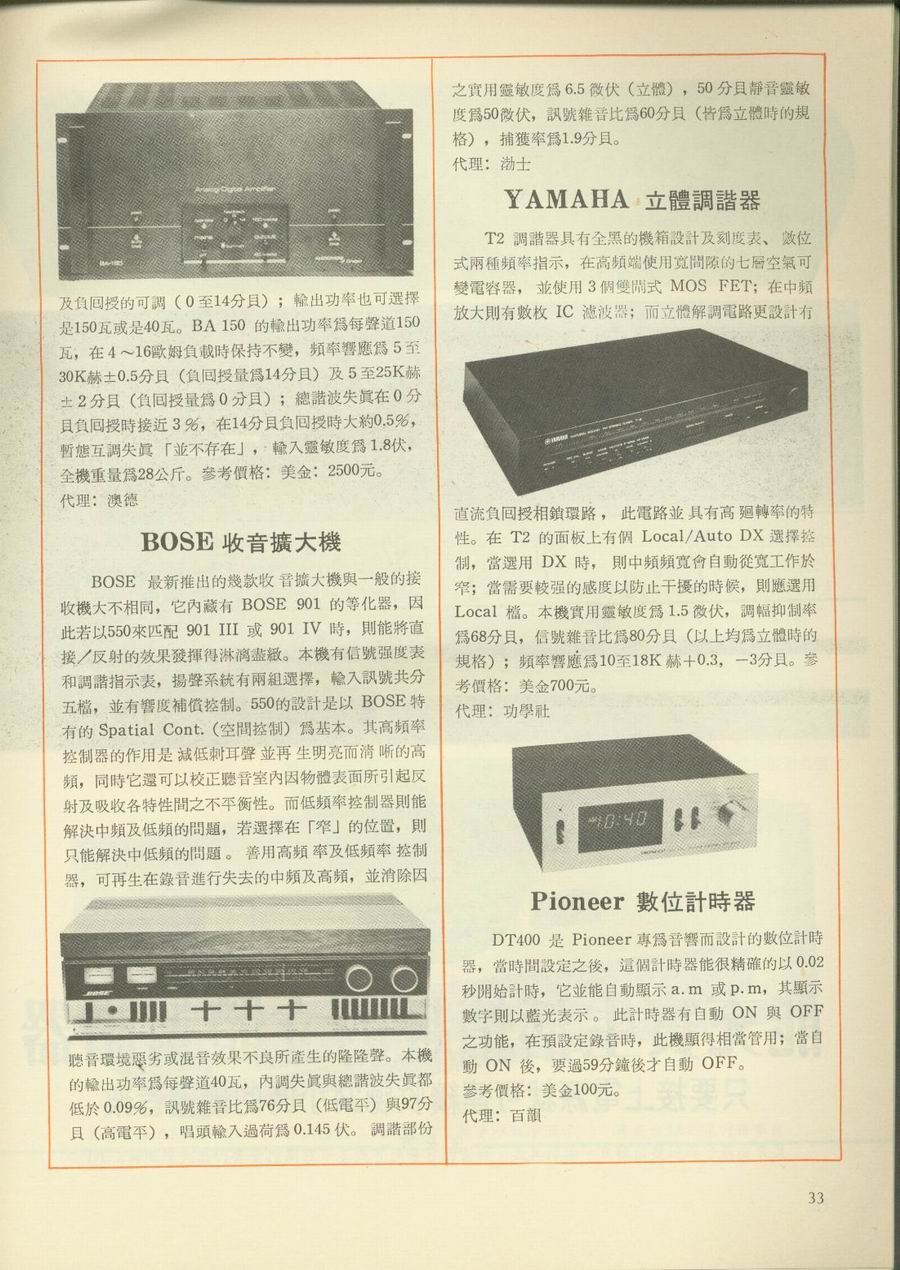 Analog-Digital Amplifier
BA-150
及負回授的可調（0至14分貝）；輸出功率也可選擇
是150瓦或是40瓦。BA 150 的輸出功率爲每聲道150
瓦，在4～16歐姆負載時保持不變，頻率響應爲5至
30K赫±0.5分貝（負回授量爲14分貝）及5至25K赫
±2分貝（負回授量爲0分貝）；總諧波失眞在0分
貝負回授時接近3％，在14分貝負回授時大約0.5％，
暫態互調失眞「並不存在」，輸入靈敏度爲1.8伏，
全機重量爲28公斤。參考價格：美金：2500元。
代理：澳德
BOSE 收音擴大機
BOSE 最新推出的幾款收音擴大機與一般的接
收機大不相同，它內藏有 BOSE 901 的等化器，因
此若以550來匹配 901 III 或 901 IV 時，則能將直
接／反射的效果發揮得淋漓盡緻。本機有信號强度表
和調諧指示表，揚聲系統有兩組選擇，輸入訊號共分
五檔，並有響度補償控制。550的設計是以 BOSE 特
有的 Spatial Cont.（空間控制）爲基本。其高頻率
控制器的作用是減低刺耳聲並再生明亮而清晰的高
頻，同時它還可以校正聽音室內因物體表面所引起反
射及吸收各特性間之不平衡性。而低頻率控制器則能
解決中頻及低頻的問題，若選擇在「窄」的位置，則
只能解決中低頻的問題。善用高頻率及低頻率控制
器，可再生在錄音進行失去的中頻及高頻，並消除因
BOSE
聽音環境惡劣或混音效果不良所產生的隆隆聲。本機
的輸出功率爲每聲道40瓦，內調失眞與總諧波失眞都
低於0.09％，訊號雜音比爲76分貝（低電平）與97分
貝（高電平），唱頭輸入過荷爲0.145伏。調諧部份
之實用靈敏度爲6.5微伏（立體），50分貝靜音靈敏
度爲50微伏，訊號雜音比爲60分貝（皆爲立體時的規
格），捕獲率爲1.9分貝。
代理：渤士
YAMAHA 立體調諧器
T2 調諧器具有全黑的機箱設計及刻度表、數位
式兩種頻率指示，在高頻端使用寬間隙的七層空氣可
變電容器，並使用3個雙閘式 MOS FET；在中頻
放大則有數枚 IC 濾波器；而立體解調電路更設計有
YAMAHA
直流負回授相鎖環路，此電路並具有高廻轉率的特
性。在 T2 的面板上有個 Local/Auto DX 選擇控
制，當選用 DX 時，則中頻頻寬會自動從寬工作於
窄；當需要較强的感度以防止干擾的時候，則應選用
Local 檔。本機實用靈敏度爲1.5微伏，調幅抑制率
爲68分貝，信號雜音比爲80分貝（以上均爲立體時的
規格）；頻率響應爲10至18K赫+0.3，－3分貝。參
考價格：美金700元。
代理：功學社
AM 10:40
Pioneer 數位計時器
DT400 是 Pioneer 專爲音響而設計的數位計時
器，當時間設定之後，這個計時器能很精確的以0.02
秒開始計時，它並能自動顯示 a.m 或 p.m，其顯示
數字則以藍光表示。此計時器有自動 ON 與 OFF
之功能，在預設定錄音時，此機顯得相當管用；當自
動 ON 後，要過59分鐘後才自動 OFF。
參考價格：美金100元。
代理：百韻
33